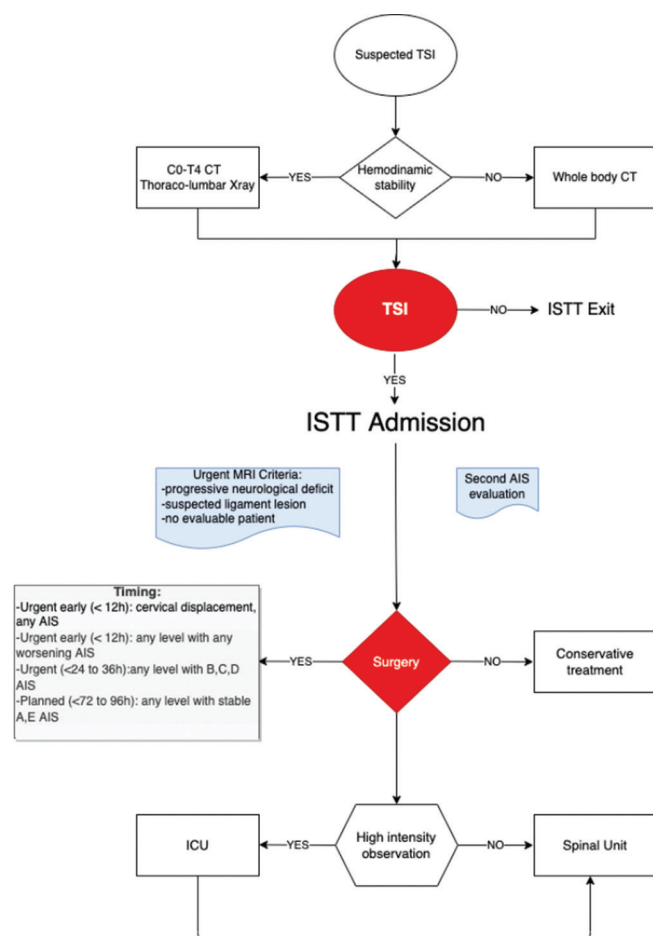 Suspected TSI
C0-T4 CT
Thoraco-lumbar Xray
YES
Hemodinamic
stability
NO
Whole body CT
TSI
NO
ISTT Exit
YES
ISTT Admission
Urgent MRI Criteria:
-progressive neurological deficit
-suspected ligament lesion
-no evaluable patient
Second AIS
evaluation
Timing:
-Urgent early (< 12h): cervical displacement,
any AIS
-Urgent early (< 12h): any level with any
worsening AIS
-Urgent (<24 to 36h):any level with B,C,D
AIS
-Planned (<72 to 96h): any level with stable
A,E AIS
YES
Surgery
NO
Conservative
treatment
ICU
YES
High intensity
observation
NO
Spinal Unit